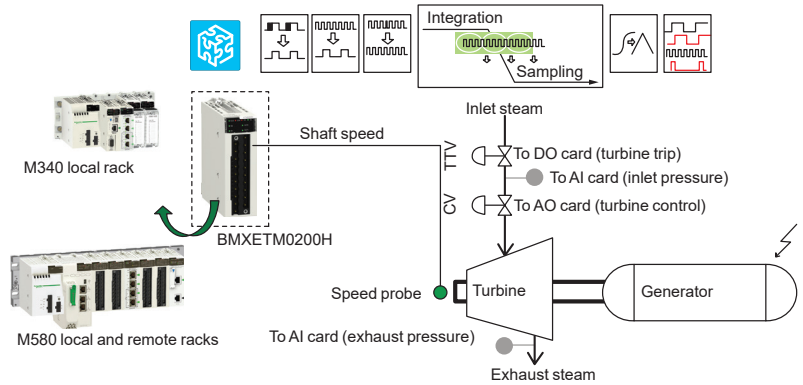 Integration
Sampling
Inlet steam
Shaft speed
TTV
To DO card (turbine trip)
M340 local rack
To AI card (inlet pressure)
CV
To AO card (turbine control)
BMXETM0200H
Speed probe
Turbine
Generator
M580 local and remote racks
To AI card (exhaust pressure)
Exhaust steam